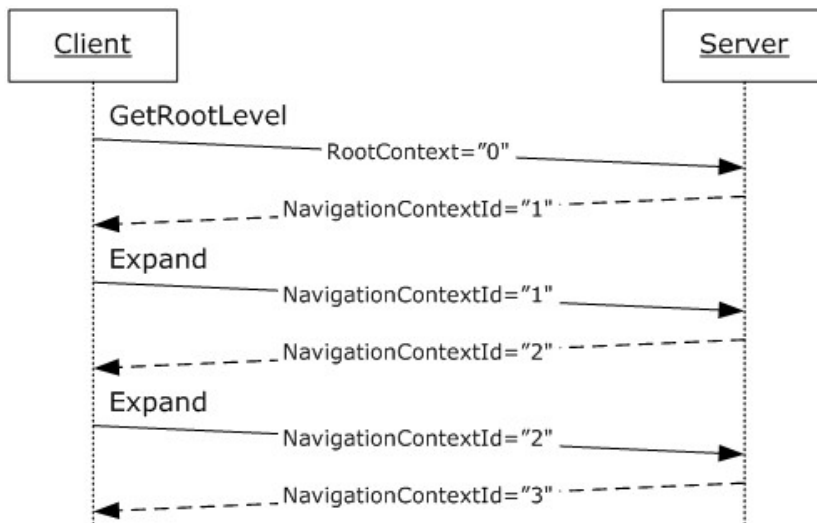 Client
Server
GetRootLevel
RootContext=″0"
NavigationContextId=″1"
Expand
NavigationContextId=″1"
NavigationContextId=″2"
Expand
NavigationContextId=″2"
NavigationContextId=″3"